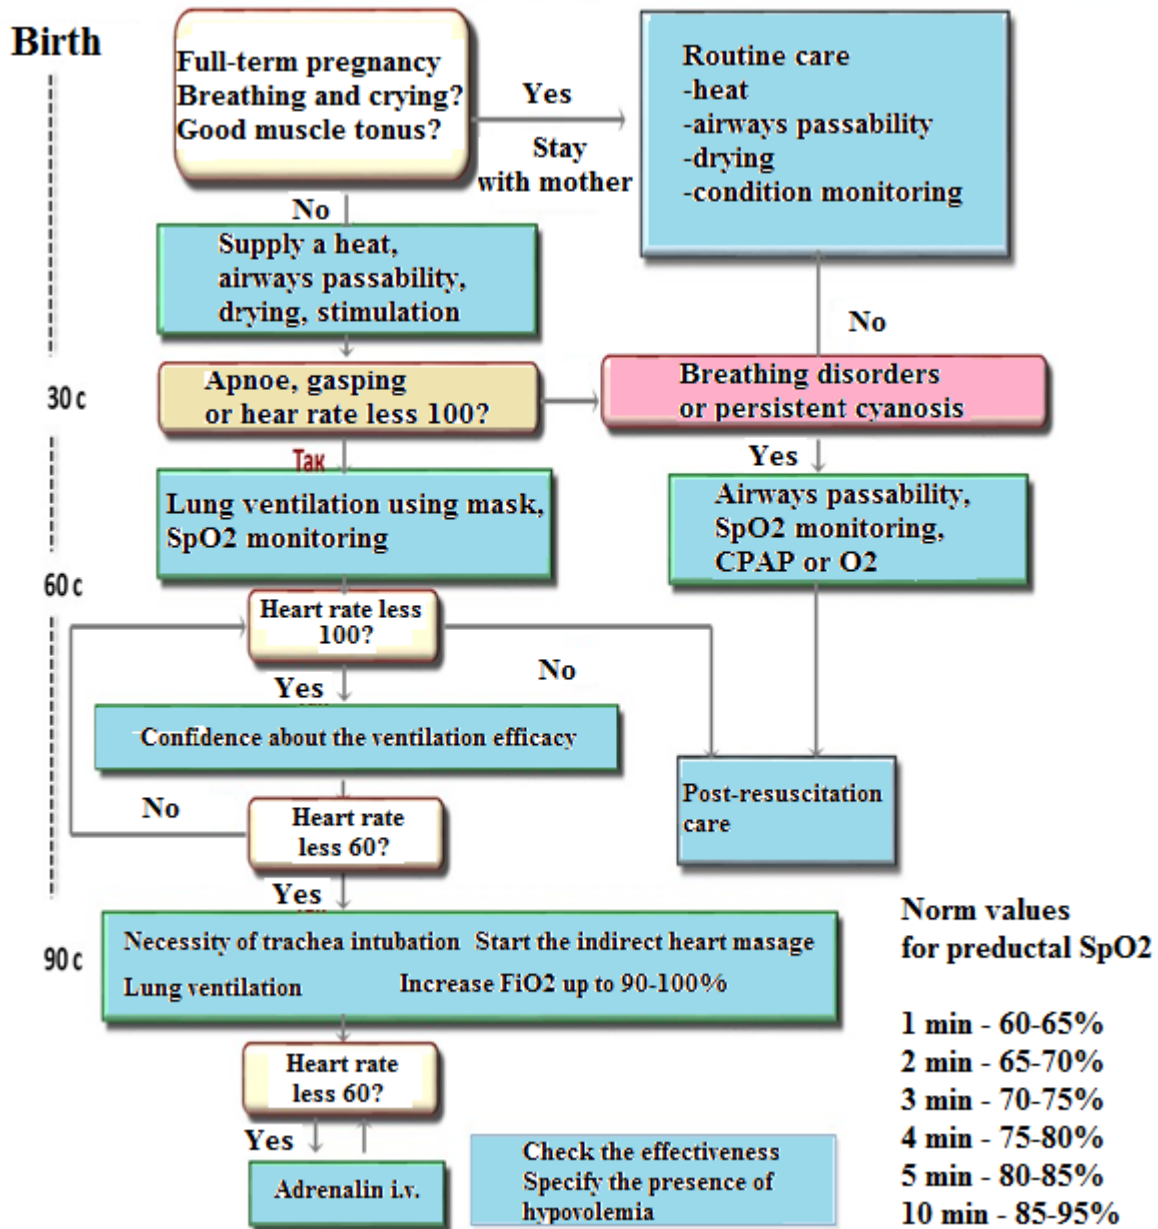 Birth
Full-term pregnancy
Breathing and crying?
Good muscle tonus?
Yes
Stay
with mother
Routine care
-heat
-airways passability
-drying
-condition monitoring
No
Supply a heat,
airways passability,
drying, stimulation
No
30 c
Apnoe, gasping
or hear rate less 100?
Breathing disorders
or persistent cyanosis
Так
Yes
Lung ventilation using mask,
SpO2 monitoring
Airways passability,
SpO2 monitoring,
CPAP or O2
60 c
Heart rate less
100?
No
Yes
Confidence about the ventilation efficacy
Post-resuscitation
care
No
Heart rate
less 60?
Yes
90 c
Necessity of trachea intubation Start the indirect heart masage
Lung ventilation Increase FiO2 up to 90-100%
Heart rate
less 60?
Yes
Adrenalin i.v.
Check the effectiveness
Specify the presence of
hypovolemia
Norm values
for preductal SpO2
1 min - 60-65%
2 min - 65-70%
3 min - 70-75%
4 min - 75-80%
5 min - 80-85%
10 min - 85-95%